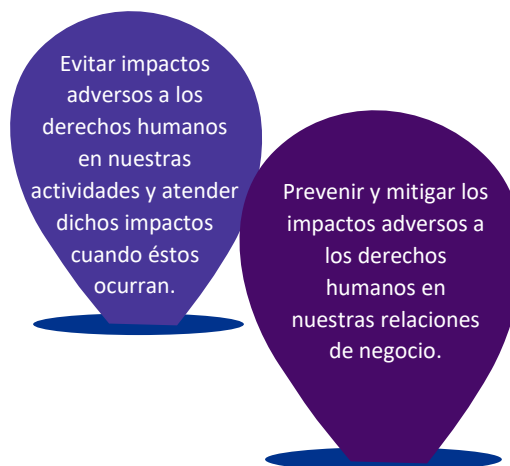 Evitar impactos
adversos a los
derechos humanos
en nuestras
actividades y atender
dichos impactos
cuando éstos
ocurran.
Prevenir y mitigar los
impactos adversos a
los derechos
humanos en
nuestras relaciones
de negocio.